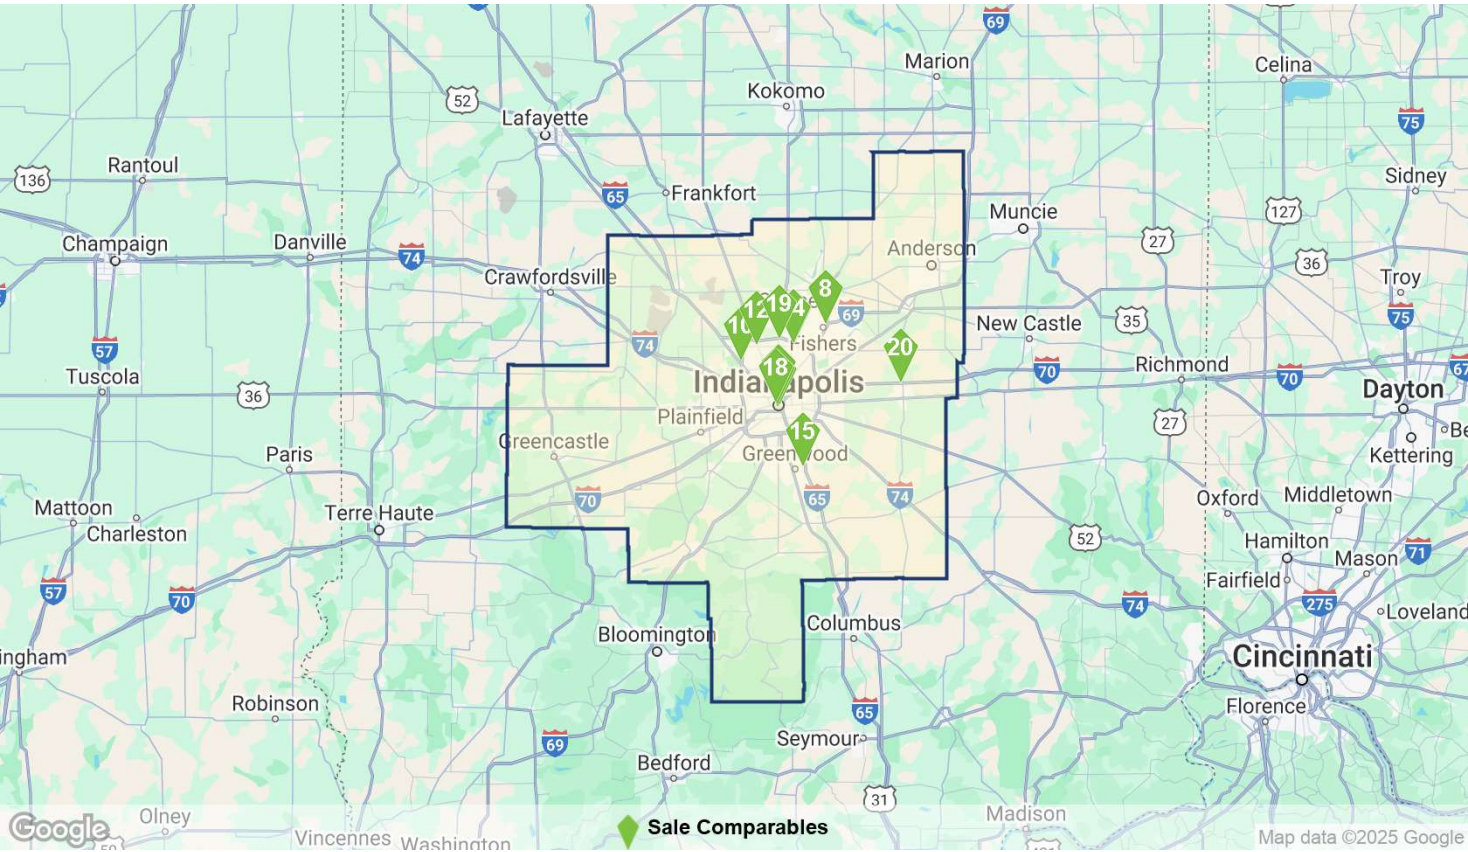 69
Marion
Celina
Kokomo
52
Lafayette
75
Rantoul
136
Frankfort
65
Sidney
Muncie
127
Champaign
Danville
74
27
Anderson
36
Crawfordsville
Troy
8
12
19
4
10
69
New Castle
35
75
57
74
Fishers
20
Richmond
70
70
67
Tuscola
18
Indianapolis
Dayton
36
Plainfield
27
15
Greencastle
Greenwood
Kettering
Paris
70
65
74
Oxford
Middletown
Mattoon
Terre Haute
Charleston
52
Hamilton
Mason
71
57
70
74
Fairfield
275
Loveland
Bloomington
Columbus
ingham
Cincinnati
Robinson
65
Florence
69
Seymour
Bedford
31
Olney
Madison
Google
Sale Comparables
Vincennes
Washington
Map data ©2025 Google